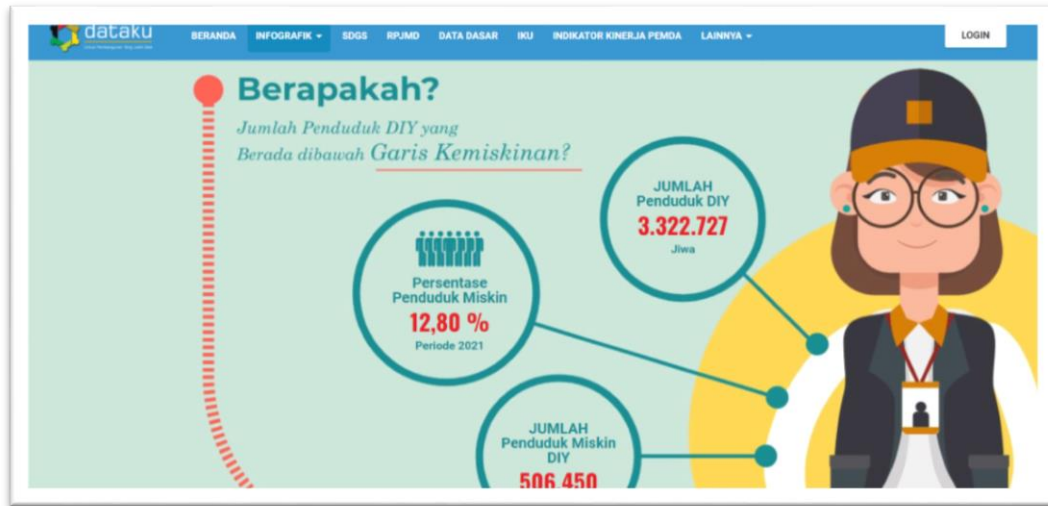 dataku
BERANDA INFOGRAFIK SDGS RPJMD DATA DASAR IKU INDIKATOR KINERJA PEMDA LAINNYA LOGIN
Berapakah?
Jumlah Penduduk DIY yang
Berada dibawah Garis Kemiskinan?
JUMLAH
Penduduk DIY
3.322.727
Jiwa
Persentase
Penduduk Miskin
12,80 %
Periode 2021
JUMLAH
Penduduk Miskin
DIY
506.450